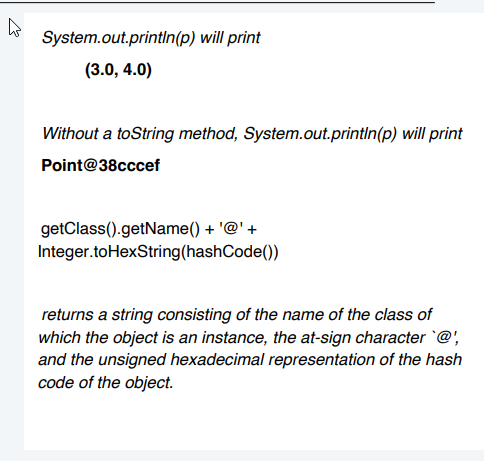 System.out.println(p) will print
(3.0, 4.0)
Without a toString method, System.out.println(p) will print
Point@38cccef
getClass().getName() + '@' +
Integer.toHexString(hashCode())
returns a string consisting of the name of the class of
which the object is an instance, the at-sign character `@',
and the unsigned hexadecimal representation of the hash
code of the object.